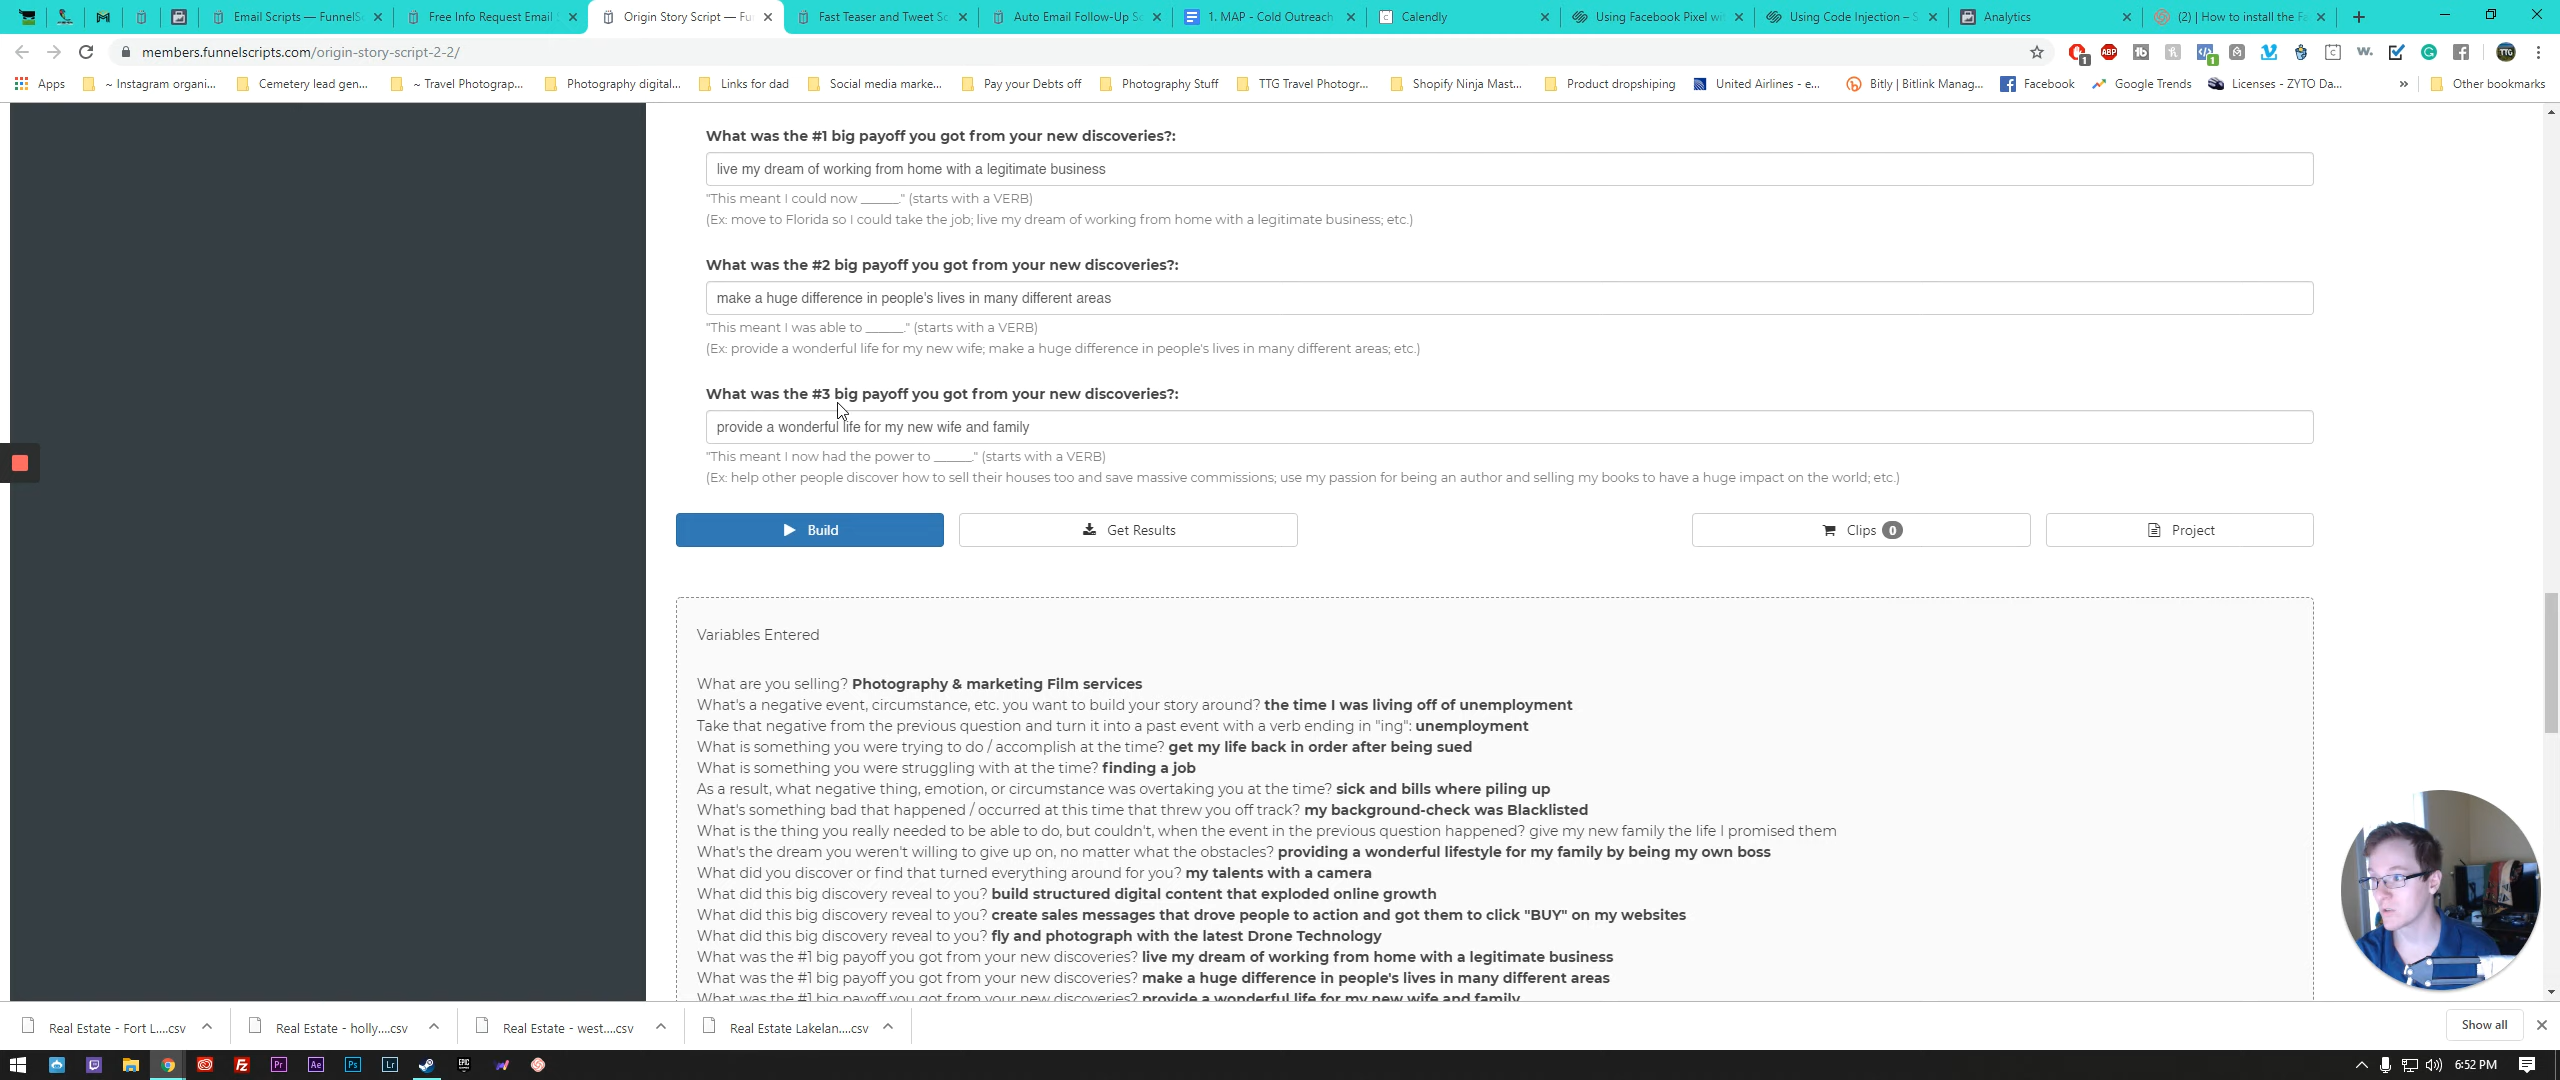 Email Scripts — FunnelS
Free Info Request Email
Origin Story Script — Fu
Fast Teaser and Tweet Sc
Auto Email Follow-Up Sc
1. MAP - Cold Outreach
Calendly
Using Facebook Pixel wi
Using Code Injection – S
Analytics
(2) | How to install the Fa
members.funnelscripts.com/origin-story-script-2-2/
Apps
~ Instagram organi...
Cemetery lead gen...
~ Travel Photograp...
Photography digital...
Links for dad
Social media marke...
Pay your Debts off
Photography Stuff
TTG Travel Photogr...
Shopify Ninja Mast...
Product dropshiping
United Airlines - e...
Bitly | Bitlink Manag...
Facebook
Google Trends
Licenses - ZYTO Da...
»
Other bookmarks
What was the #1 big payoff you got from your new discoveries?:
live my dream of working from home with a legitimate business
"This meant I could now ______." (starts with a VERB)
(Ex: move to Florida so I could take the job; live my dream of working from home with a legitimate business; etc.)
What was the #2 big payoff you got from your new discoveries?:
make a huge difference in people's lives in many different areas
"This meant I was able to ______." (starts with a VERB)
(Ex: provide a wonderful life for my new wife; make a huge difference in people's lives in many different areas; etc.)
What was the #3 big payoff you got from your new discoveries?:
provide a wonderful life for my new wife and family
"This meant I now had the power to ______." (starts with a VERB)
(Ex: help other people discover how to sell their houses too and save massive commissions; use my passion for being an author and selling my books to have a huge impact on the world; etc.)
Build
Get Results
Clips 0
Project
Variables Entered
What are you selling? Photography & marketing Film services
What's a negative event, circumstance, etc. you want to build your story around? the time I was living off of unemployment
Take that negative from the previous question and turn it into a past event with a verb ending in "ing": unemployment
What is something you were trying to do / accomplish at the time? get my life back in order after being sued
What is something you were struggling with at the time? finding a job
As a result, what negative thing, emotion, or circumstance was overtaking you at the time? sick and bills where piling up
What's something bad that happened / occurred at this time that threw you off track? my background-check was Blacklisted
What is the thing you really needed to be able to do, but couldn't, when the event in the previous question happened? give my new family the life I promised them
What's the dream you weren't willing to give up on, no matter what the obstacles? providing a wonderful lifestyle for my family by being my own boss
What did you discover or find that turned everything around for you? my talents with a camera
What did this big discovery reveal to you? build structured digital content that exploded online growth
What did this big discovery reveal to you? create sales messages that drove people to action and got them to click "BUY" on my websites
What did this big discovery reveal to you? fly and photograph with the latest Drone Technology
What was the #1 big payoff you got from your new discoveries? live my dream of working from home with a legitimate business
What was the #1 big payoff you got from your new discoveries? make a huge difference in people's lives in many different areas
What was the #1 big payoff you got from your new discoveries? provide a wonderful life for my new wife and family
Real Estate - Fort L....csv
Real Estate - holly....csv
Real Estate - west....csv
Real Estate Lakelan....csv
Show all
6:52 PM